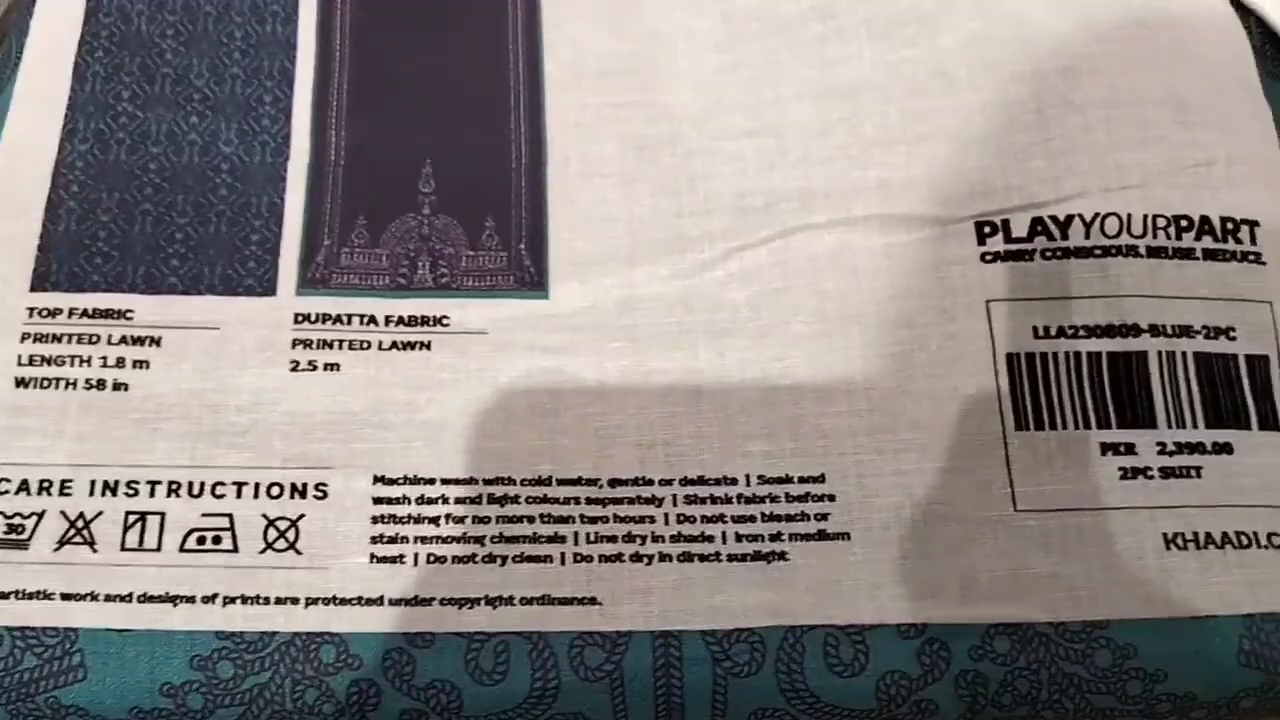 TOP FABRIC
PRINTED LAWN
LENGTH 1.8 m
WIDTH 58 in
DUPATTA FABRIC
PRINTED LAWN
2.5 m
PLAYYOURPART
CARRY CONSCIOUS. REUSE. REDUCE.
LLA230809-BLUE-2PC
PKR 2,390.00
2PC SUIT
KHAADI.C
CARE INSTRUCTIONS
30
Machine wash with cold water, gentle or delicate | Soak and
wash dark and light colours separately | Shrink fabric before
stitching for no more than two hours | Do not use bleach or
stain removing chemicals | Line dry in shade | Iron at medium
heat | Do not dry clean | Do not dry in direct sunlight
artistic work and designs of prints are protected under copyright ordinance.